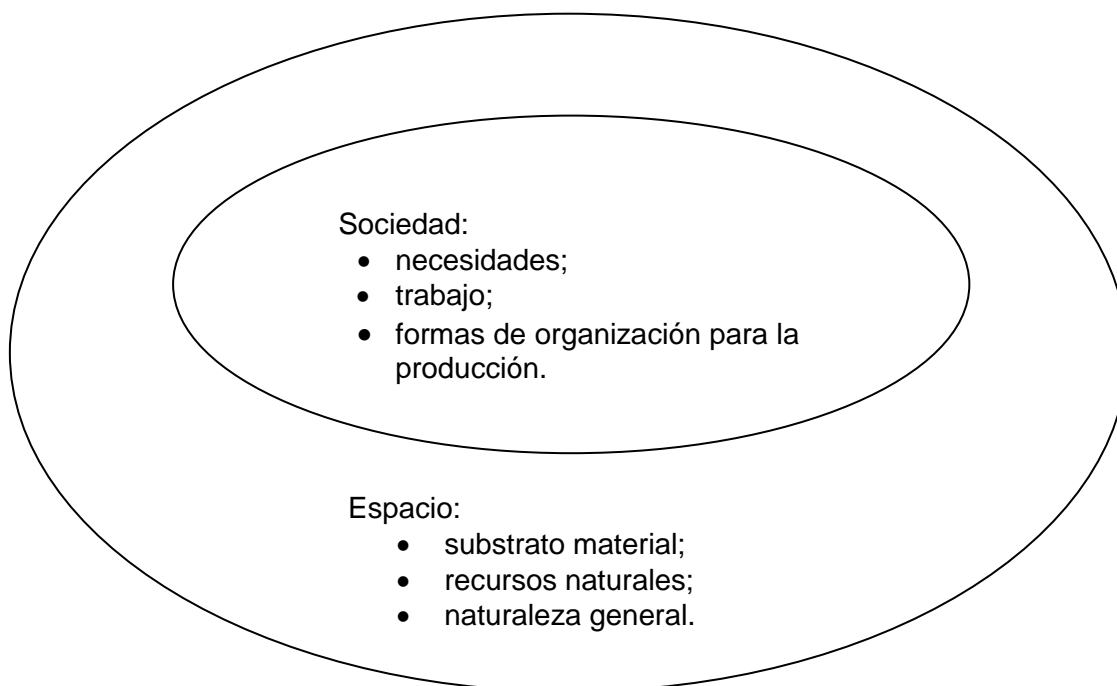 Sociedad:
• necesidades;
• trabajo;
• formas de organización para la
producción.
Espacio:
• substrato material;
• recursos naturales;
• naturaleza general.